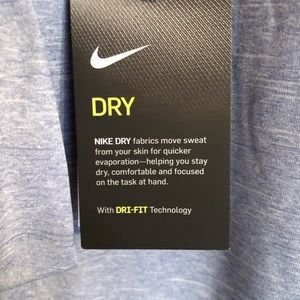 DRY
NIKE DRY fabrics move sweat
from your skin for quicker
evaporation—helping you stay
dry, comfortable and focused
on the task at hand.
With DRI-FIT Technology